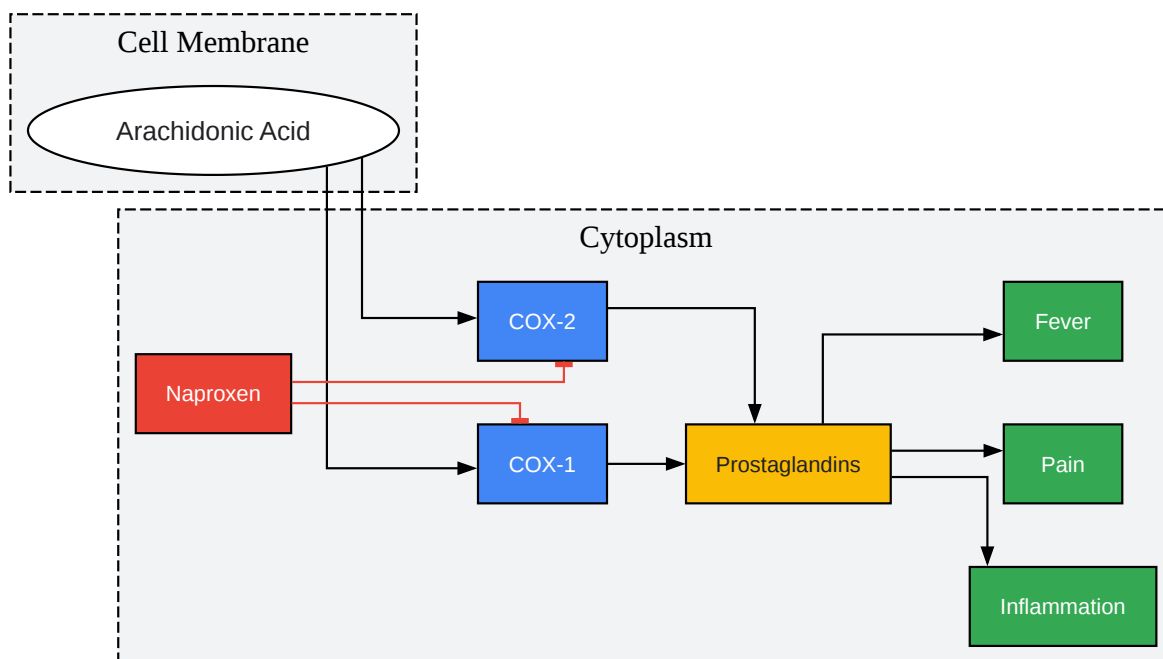 Cell Membrane
Arachidonic Acid
Cytoplasm
COX-2
Fever
Naproxen
COX-1
Prostaglandins
Pain
Inflammation